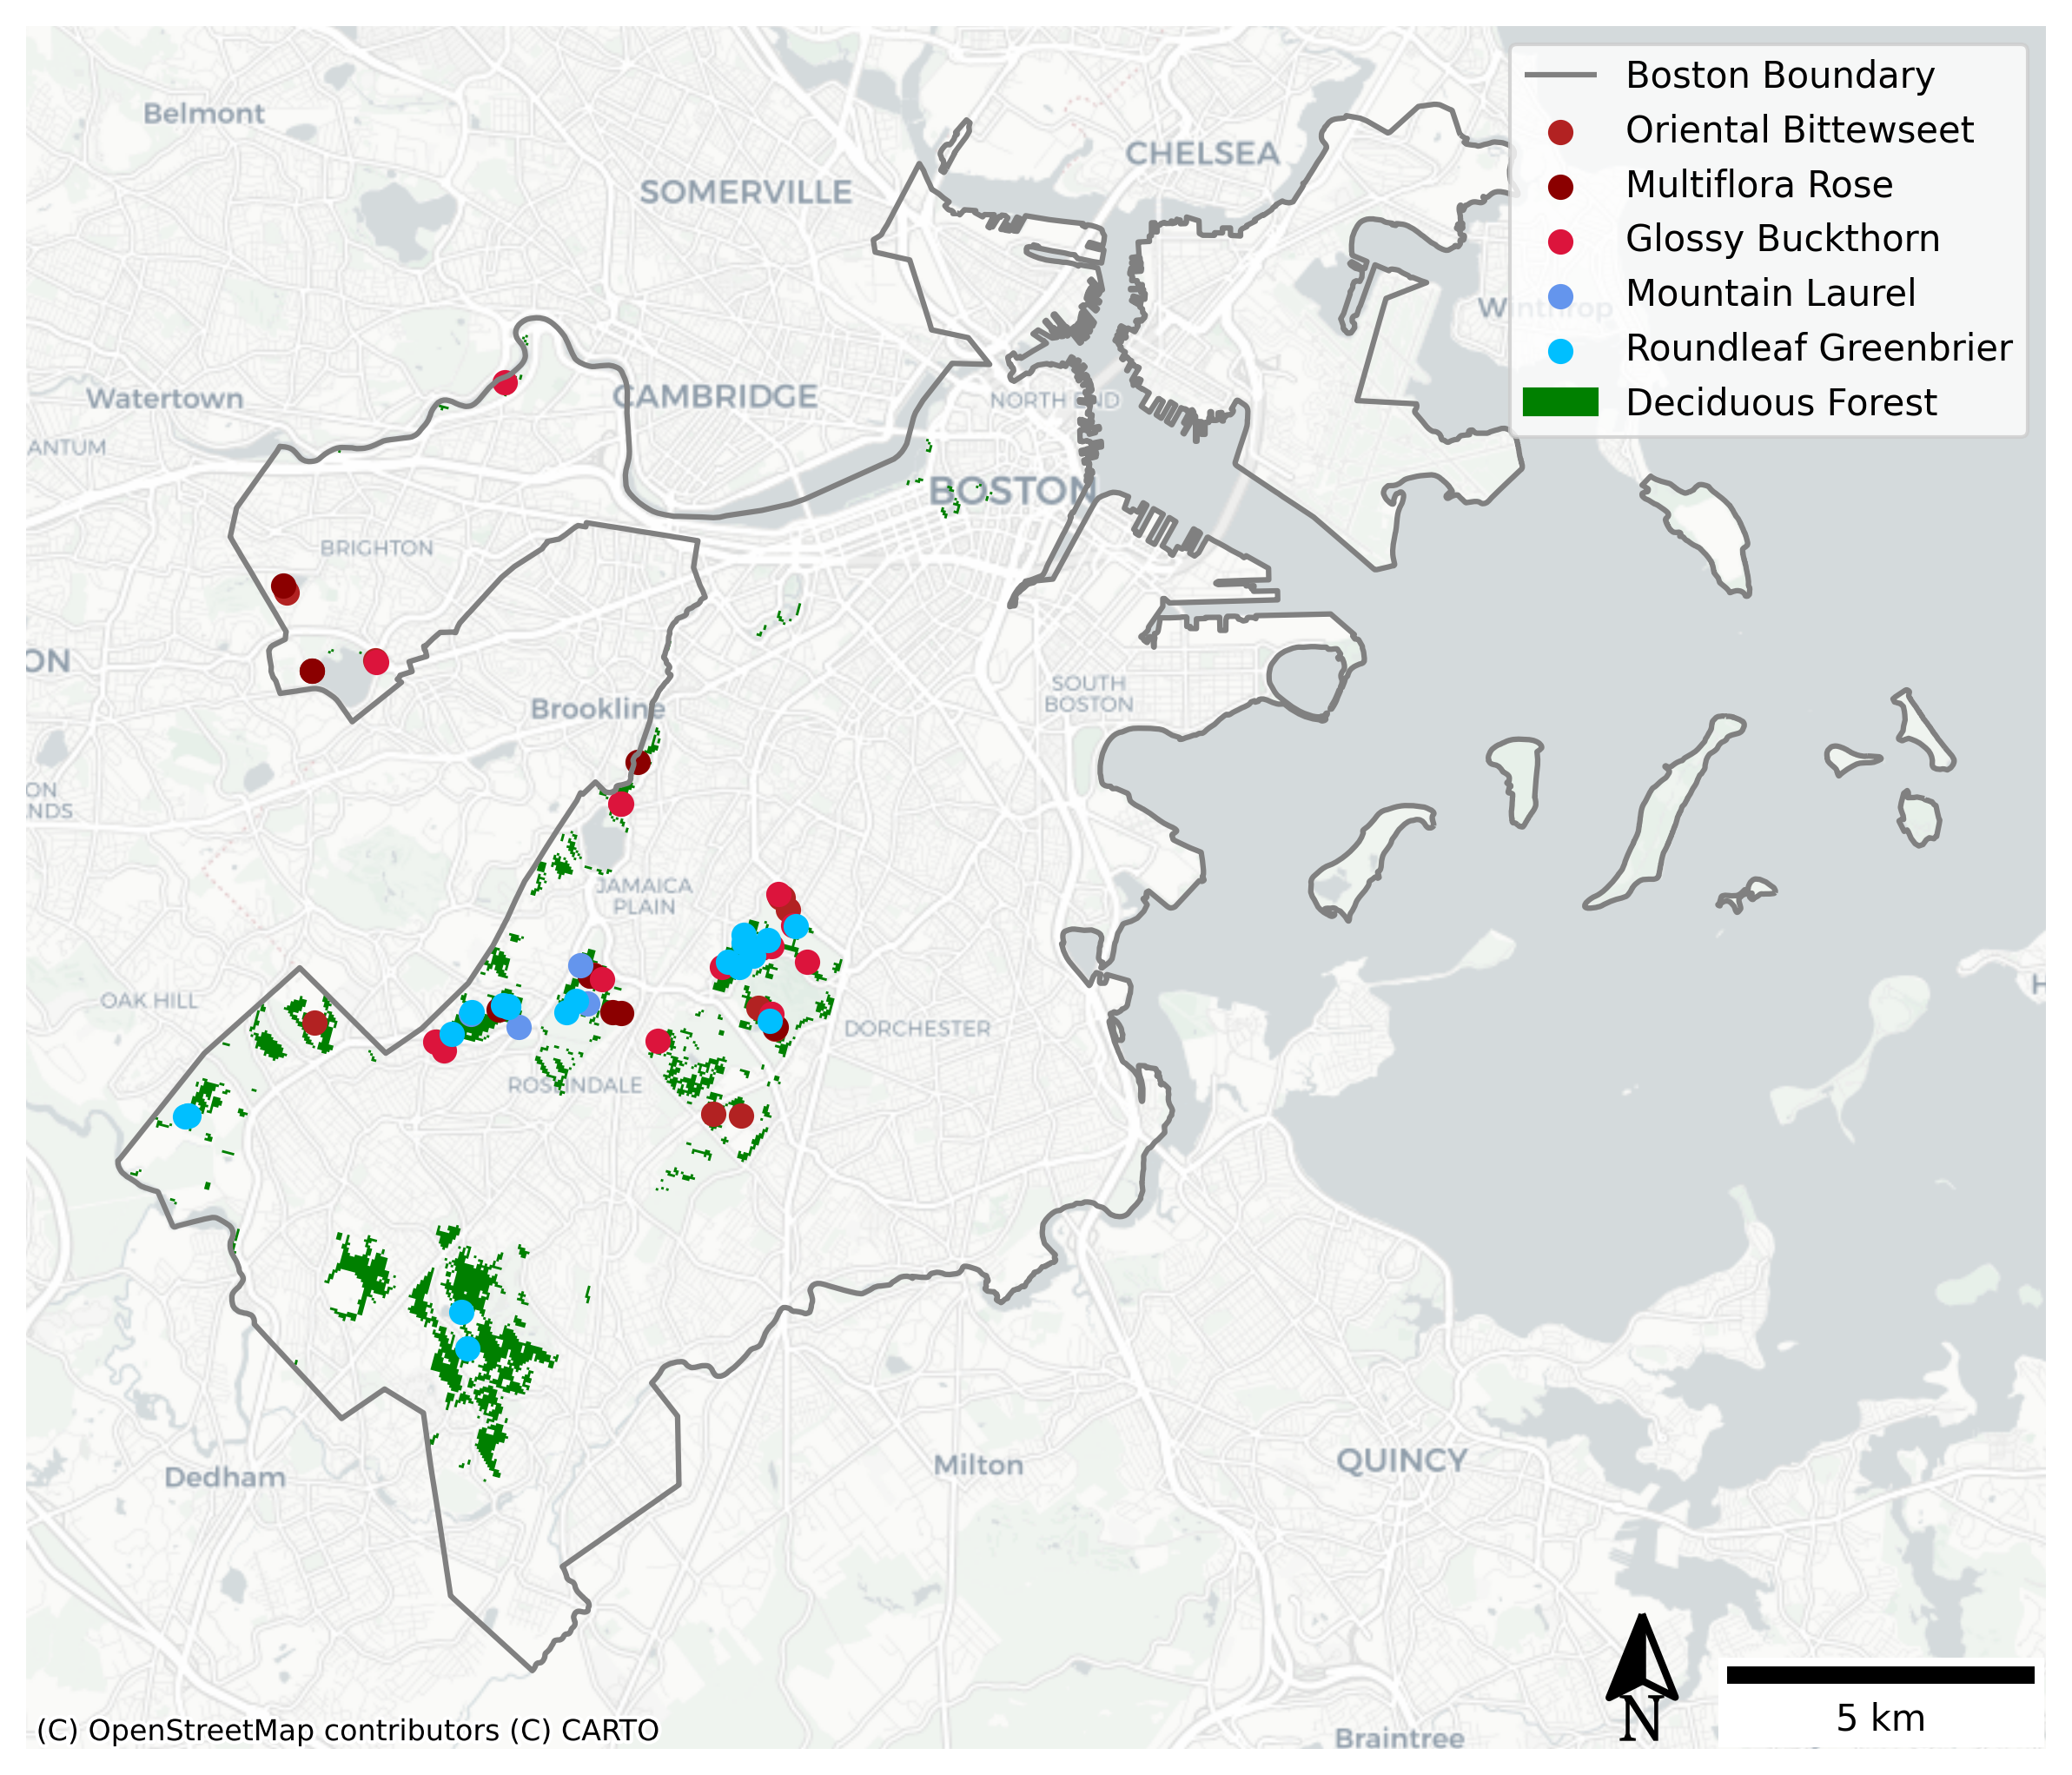 Boston Boundary
Oriental Bittewseet
Multiflora Rose
Glossy Buckthorn
Mountain Laurel
Roundleaf Greenbrier
Deciduous Forest
Belmont
CHELSEA
SOMERVILLE
Winthrop
Watertown
CAMBRIDGE
NORTH END
ANTUM
BOSTON
BRIGHTON
ON
SOUTH
BOSTON
Brookline
ON
NDS
JAMAICA
PLAIN
OAK HILL
H
DORCHESTER
ROSLINDALE
Dedham
Milton
QUINCY
N
5 km
(C) OpenStreetMap contributors (C) CARTO
Braintree